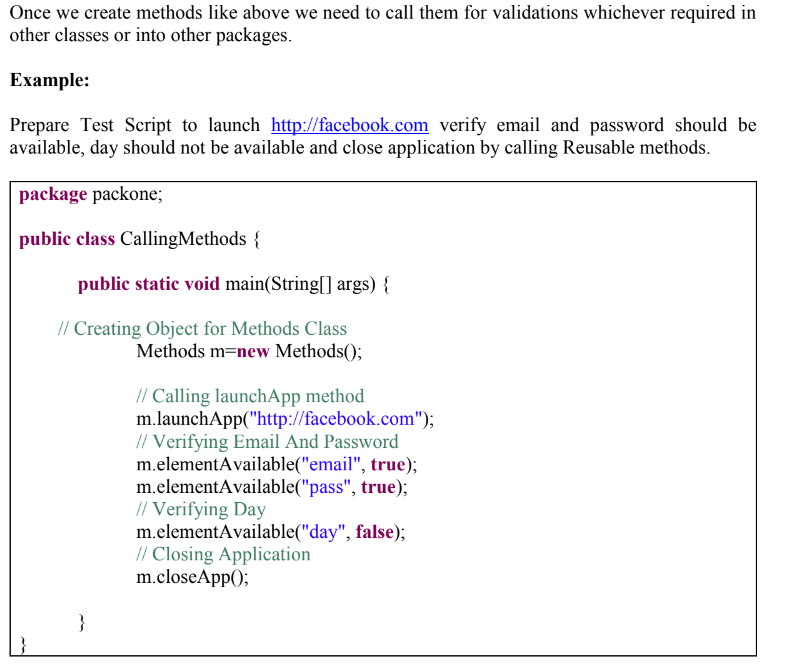 Once we create methods like above we need to call them for validations whichever required in
other classes or into other packages.
Example:
Prepare Test Script to launch http://facebook.com verify email and password should be
available, day should not be available and close application by calling Reusable methods.
package packone;
public class CallingMethods {
public static void main(String[] args) {
// Creating Object for Methods Class
Methods m=new Methods();
// Calling launchApp method
m.launchApp("http://facebook.com");
// Verifying Email And Password
m.elementAvailable("email", true);
m.elementAvailable("pass", true);
// Verifying Day
m.elementAvailable("day", false);
// Closing Application
m.closeApp();
}
}